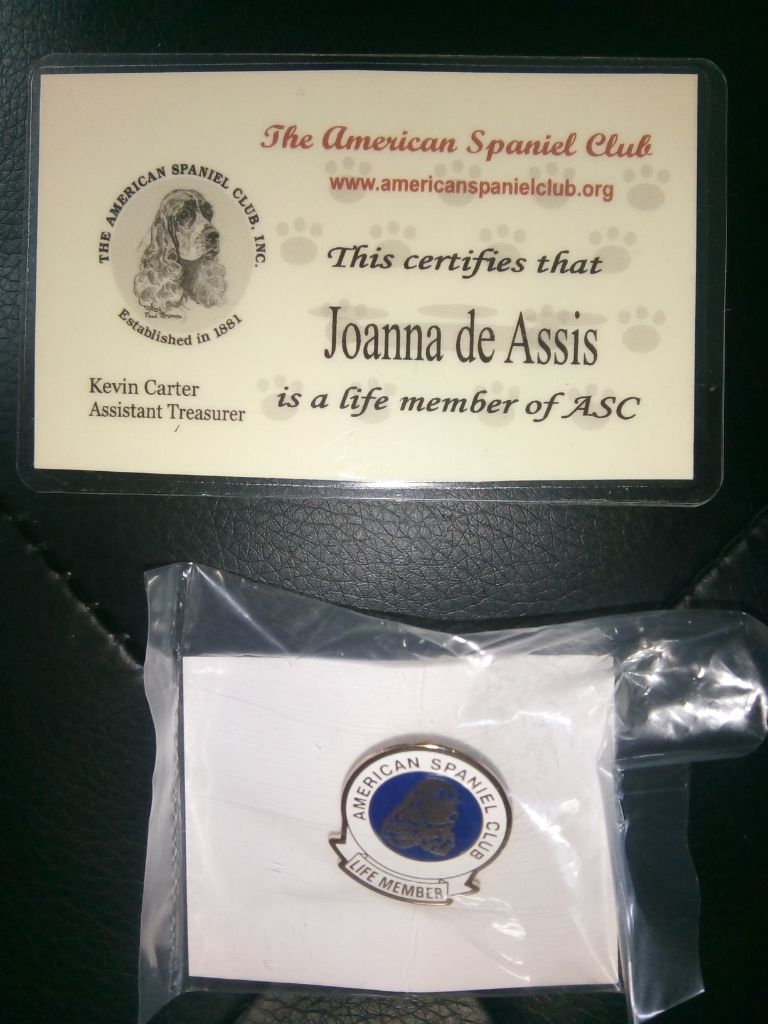 The American Spaniel Club
www.americanspanielclub.org
THE AMERICAN SPANIEL CLUB, INC.
Established in 1881
This certifies that
Joanna de Assis
is a life member of ASC
Kevin Carter
Assistant Treasurer
AMERICAN SPANIEL CLUB
LIFE MEMBER